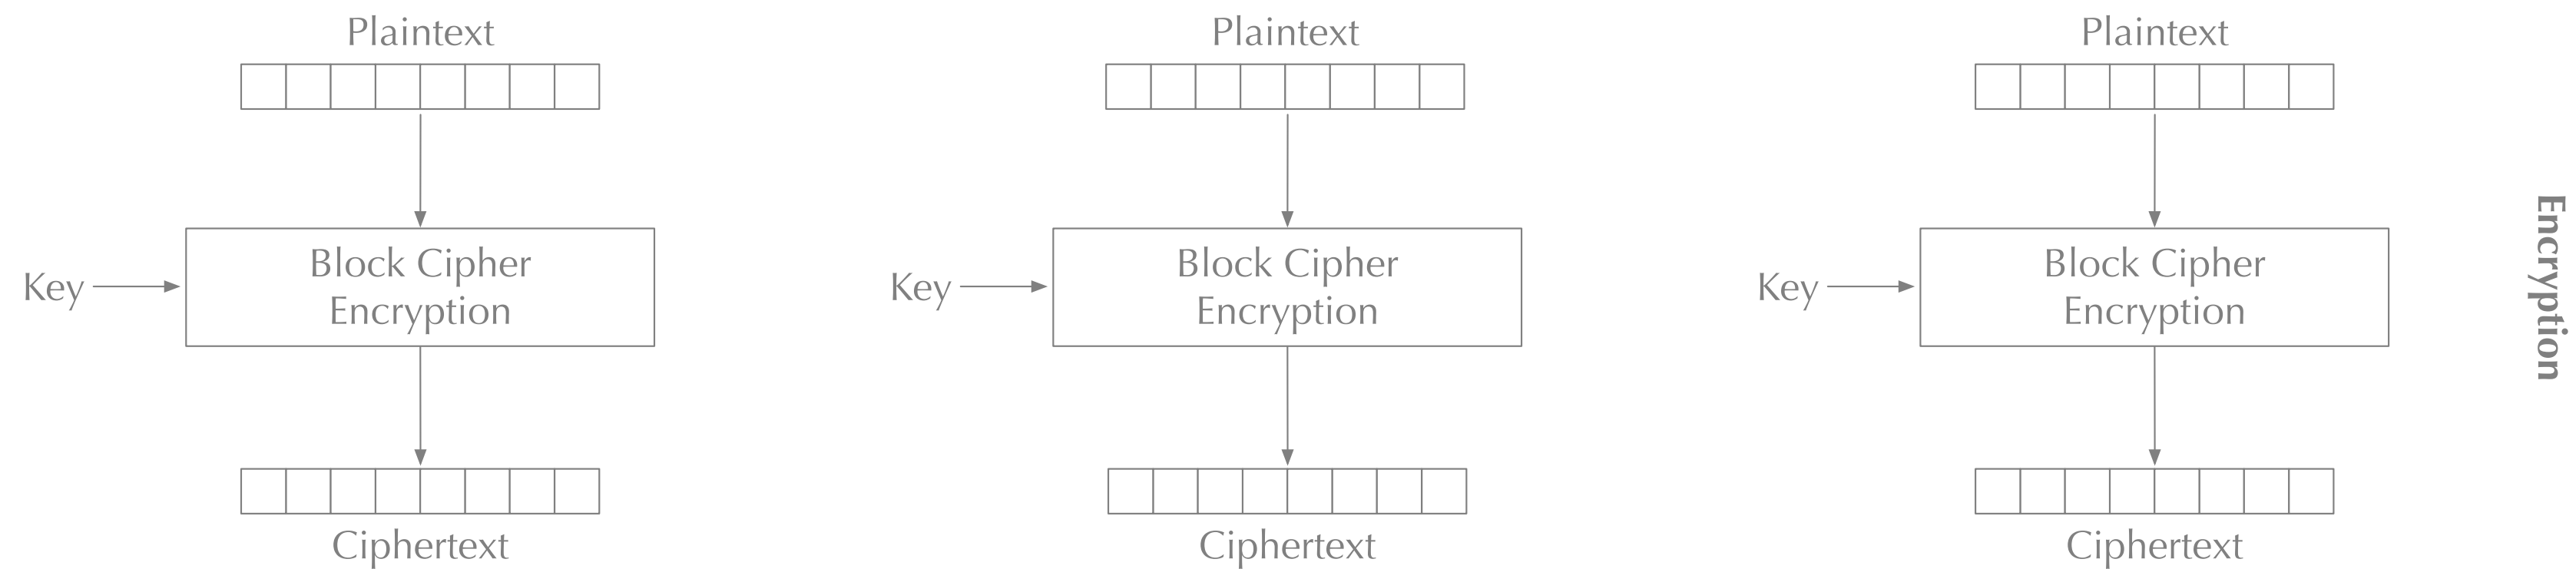 Plaintext
Plaintext
Plaintext
Key
Block Cipher
Encryption
Key
Block Cipher
Encryption
Key
Block Cipher
Encryption
Encryption
Ciphertext
Ciphertext
Ciphertext